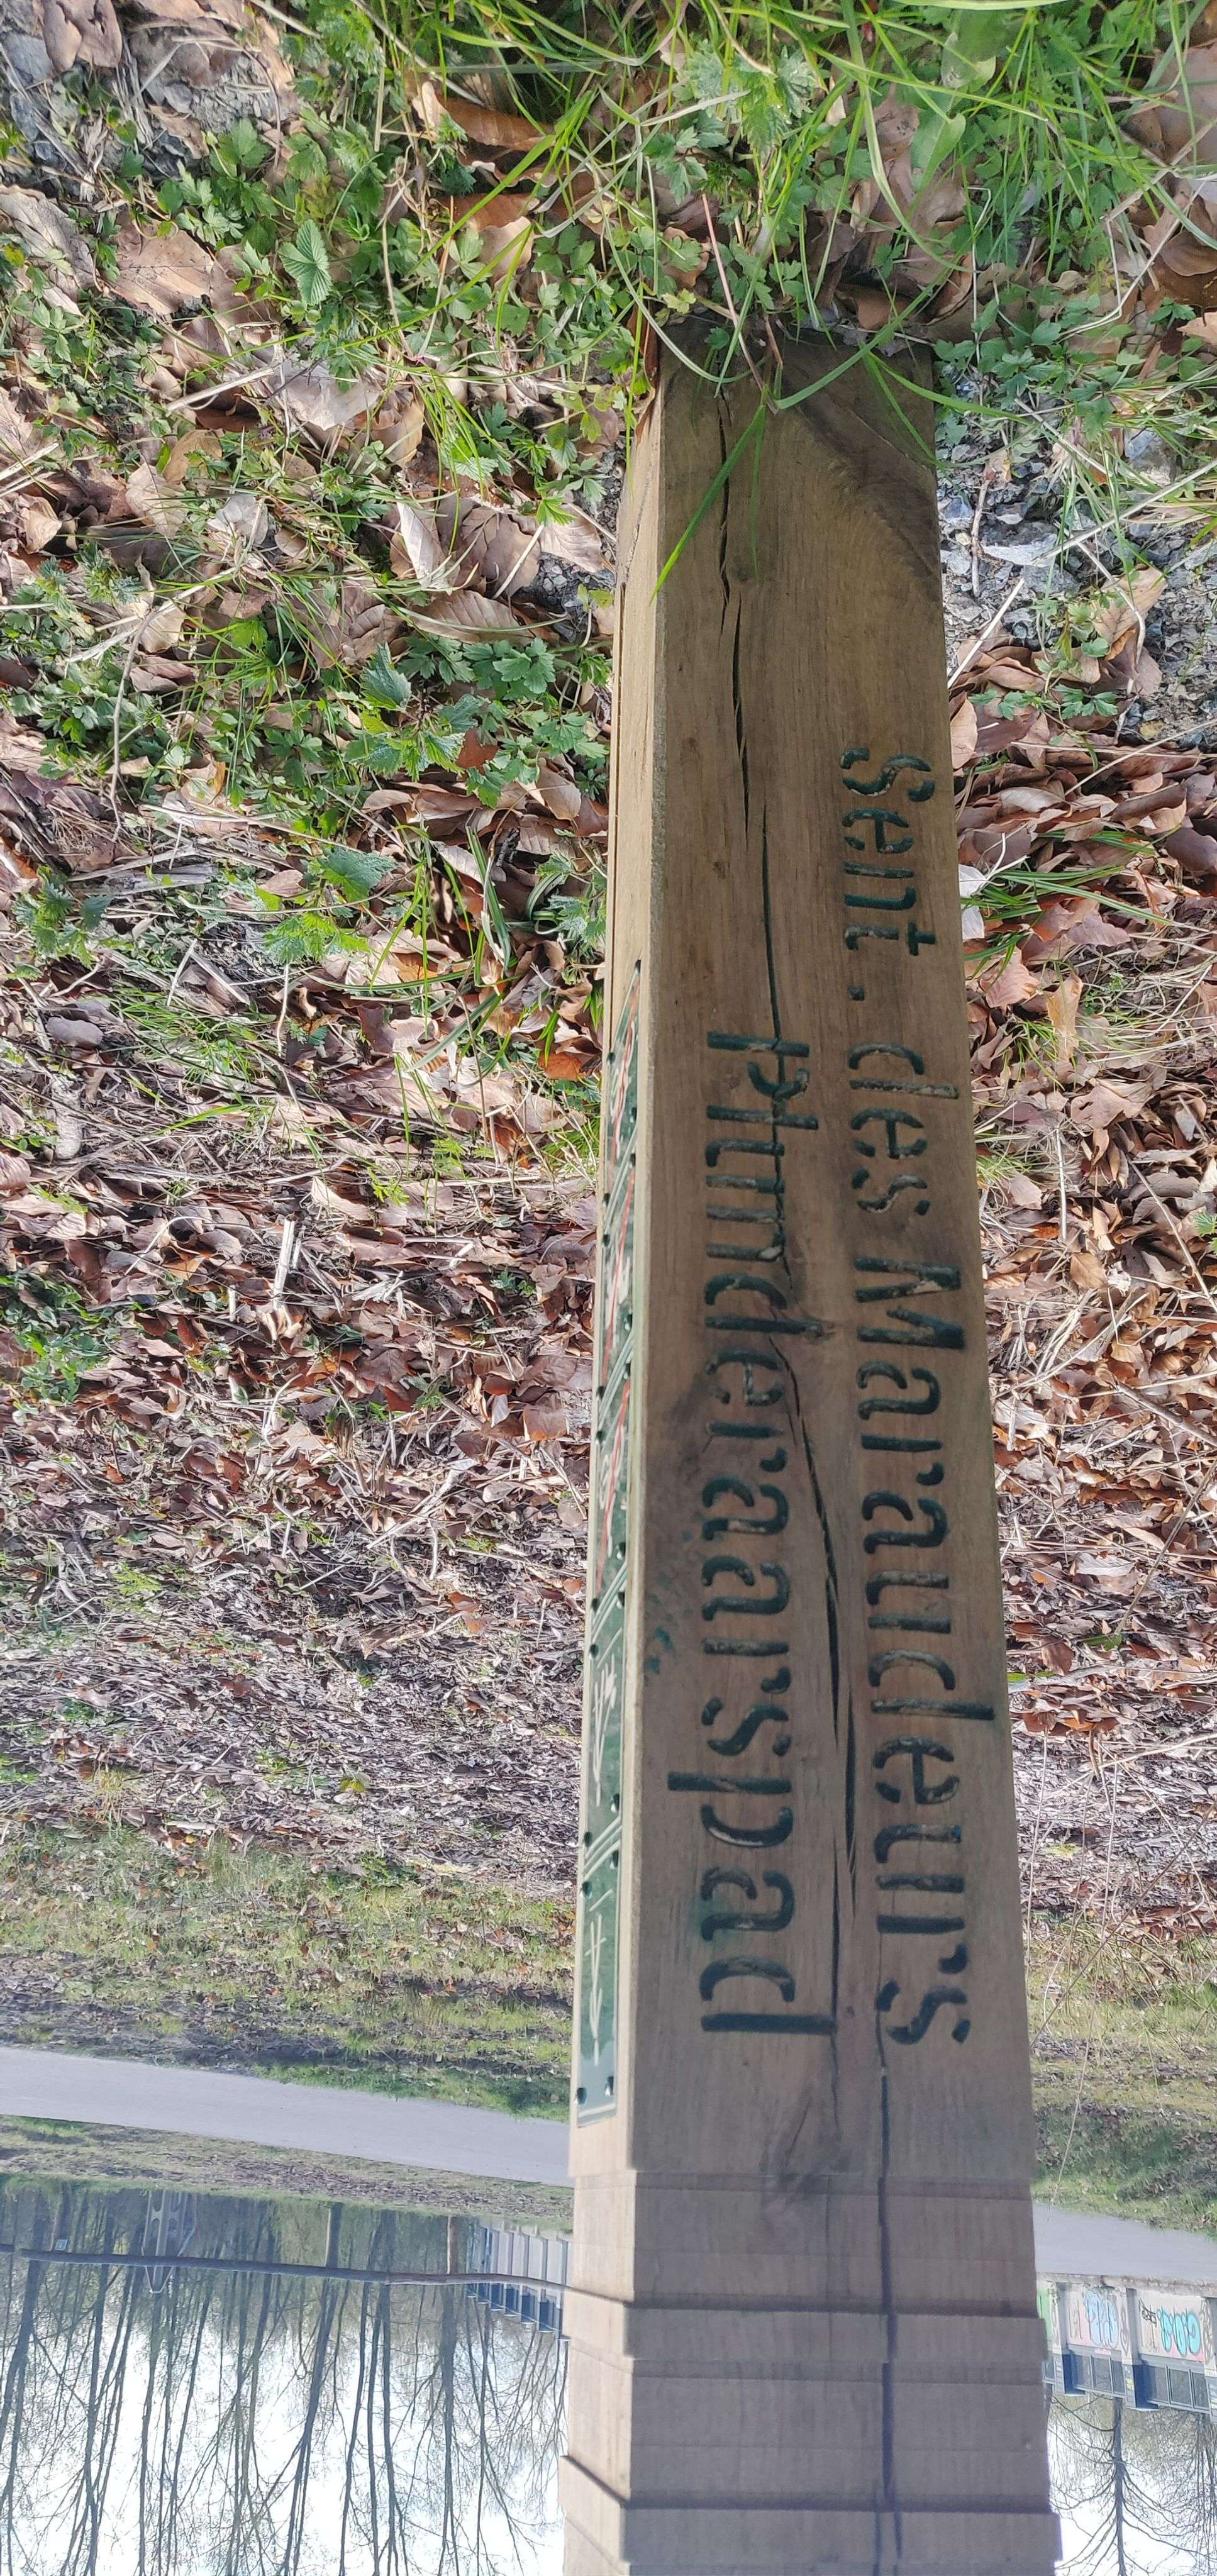 Sent. des Maraudeurs
Plunderaarspad